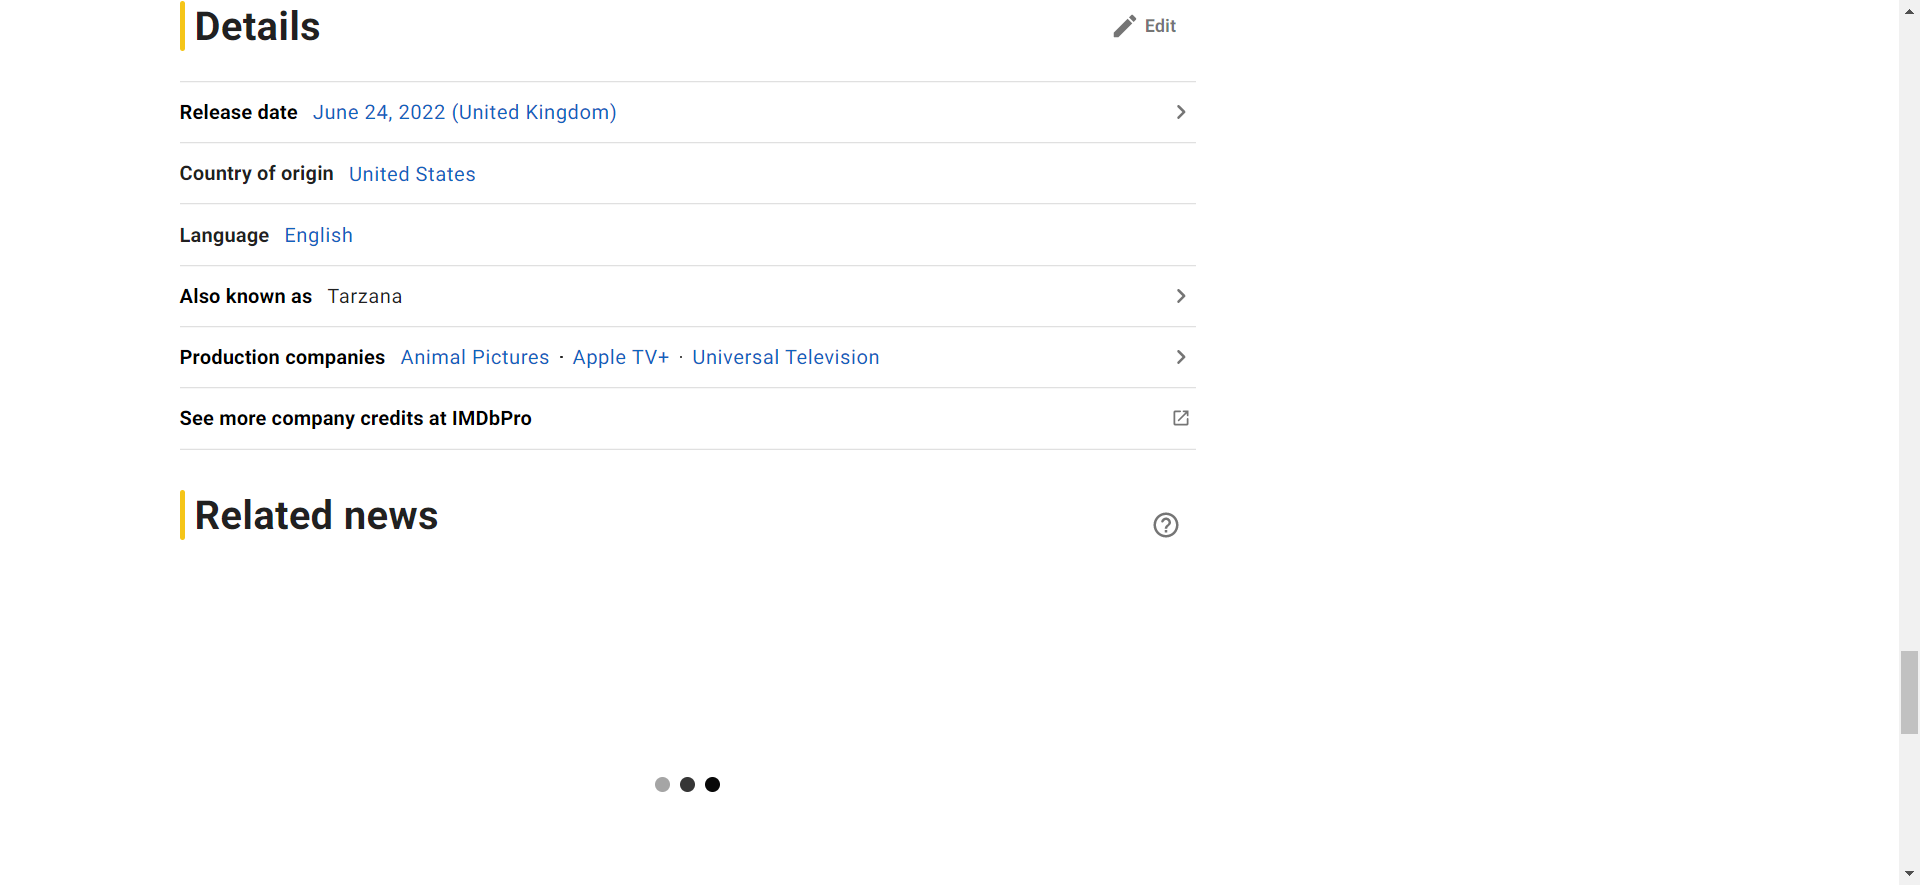 Details
Edit
Release date June 24, 2022 (United Kingdom)
Country of origin United States
Language English
Also known as Tarzana
Production companies Animal Pictures · Apple TV+ · Universal Television
See more company credits at IMDbPro
Related news